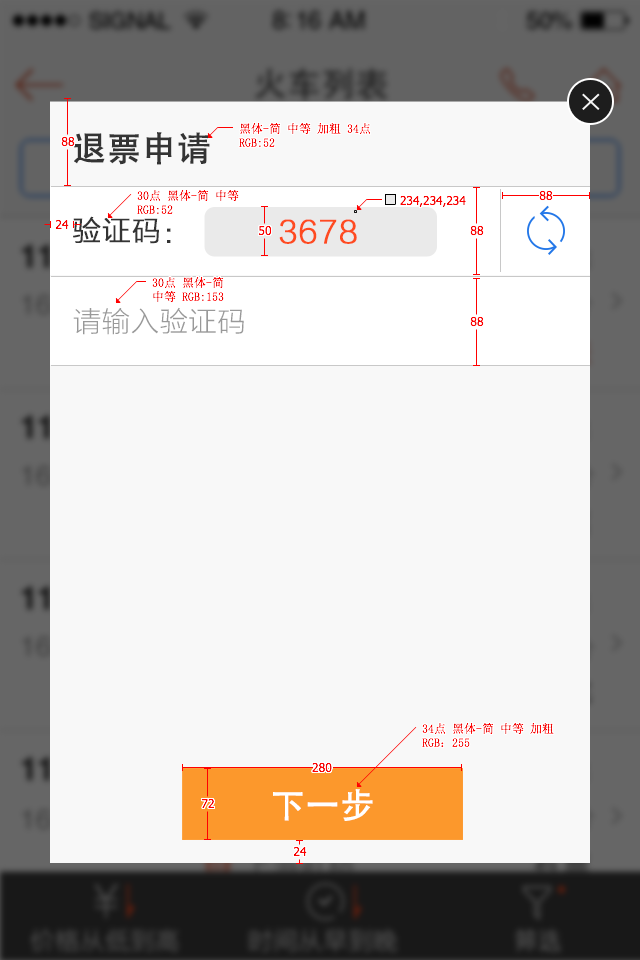 SIGNAL 8:16 AM 50%
火车列表
退票申请
88
黑体-简 中等 加粗 34点
RGB:52
30点 黑体-简 中等
RGB:52
24
验证码：
50
3678
234,234,234
88
88
30点 黑体-简
中等 RGB:153
请输入验证码
88
34点 黑体-简 中等 加粗
RGB: 255
280
72
下一步
24
价格从低到高 时间从早到晚 筛选